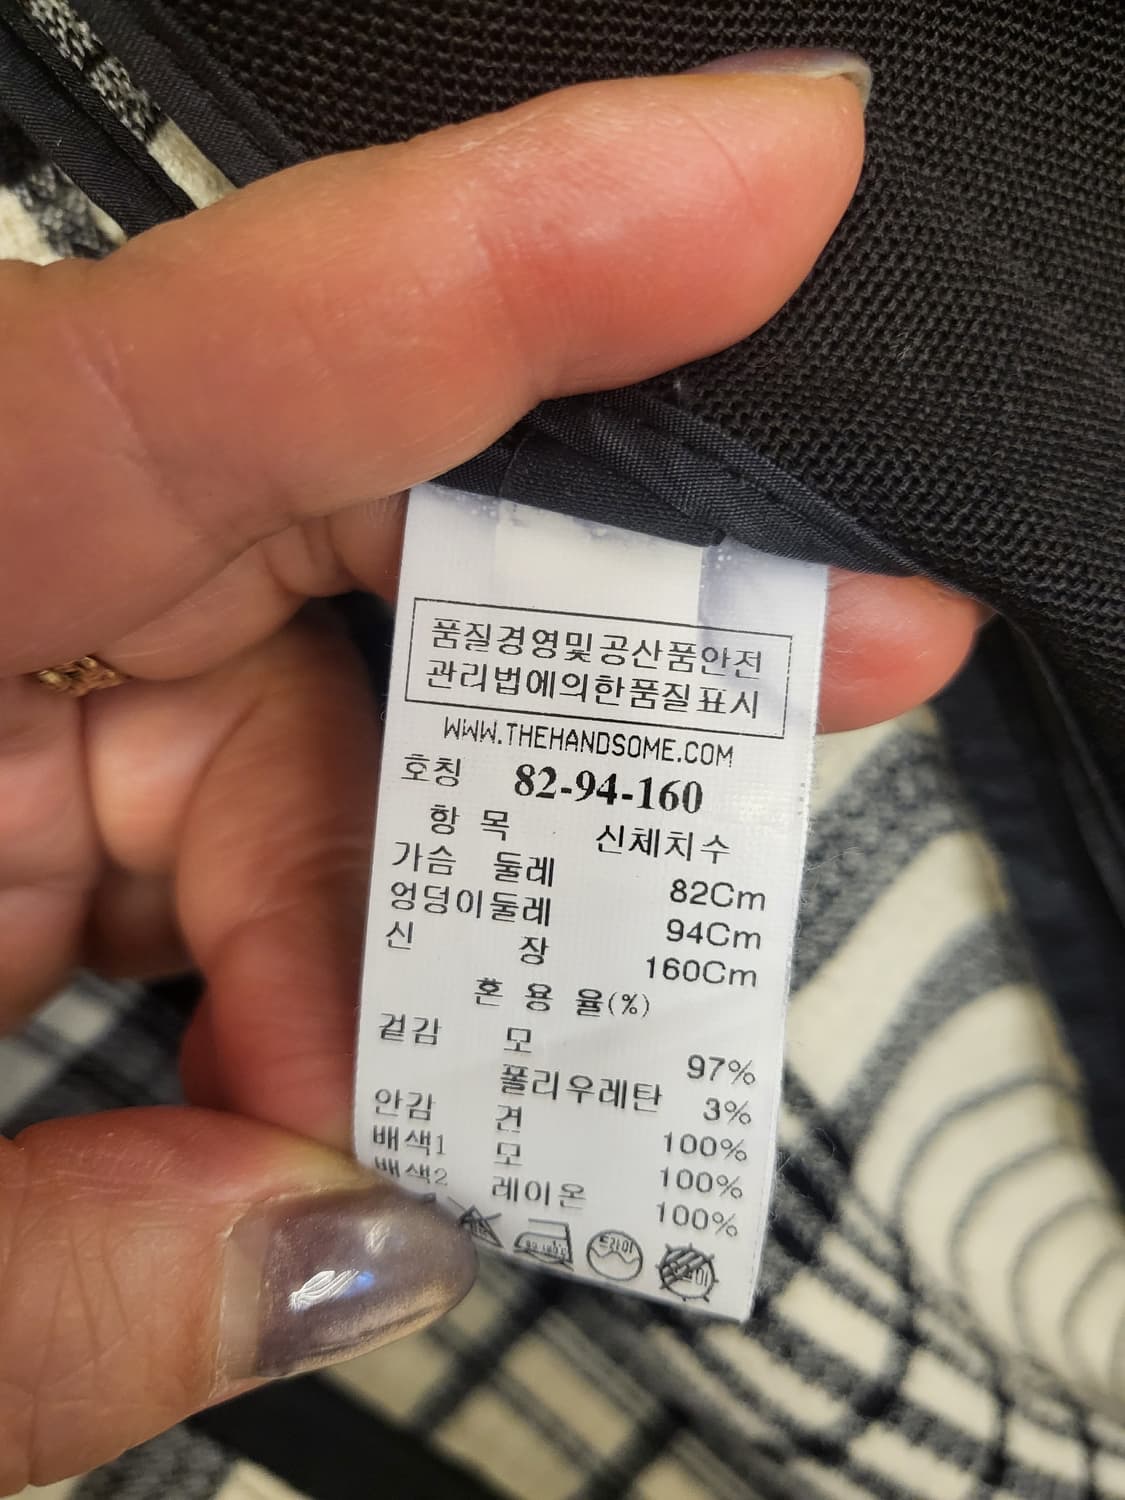 품질경영및공산품안전
관리법에의한품질표시
WWW.THEHANDSOME.COM
호칭 82-94-160
항 목 신체치수
가슴 둘레 82Cm
엉덩이둘레 94Cm
신 장 160Cm
혼 용 율(%)
겉감 모 97%
폴리우레탄 3%
안감 견 100%
배색1 모 100%
배색2 레이온 100%
드라이